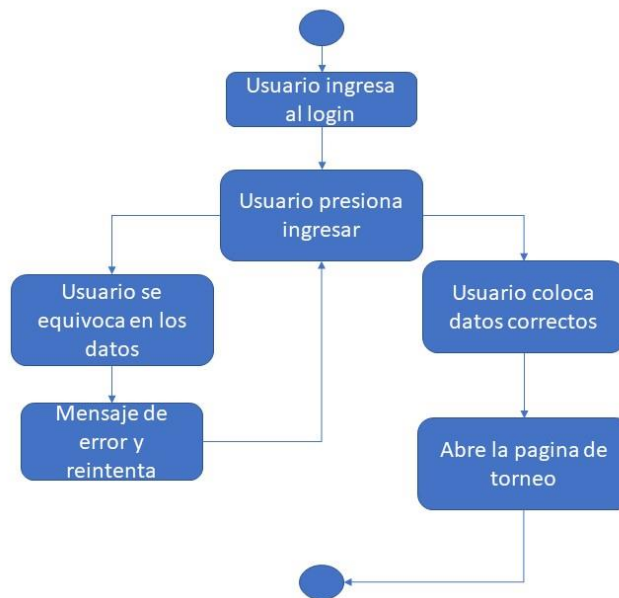 Usuario ingresa
al login
Usuario presiona
ingresar
Usuario se
equivoca en los
datos
Usuario coloca
datos correctos
Mensaje de
error y
reintenta
Abre la pagina de
torneo